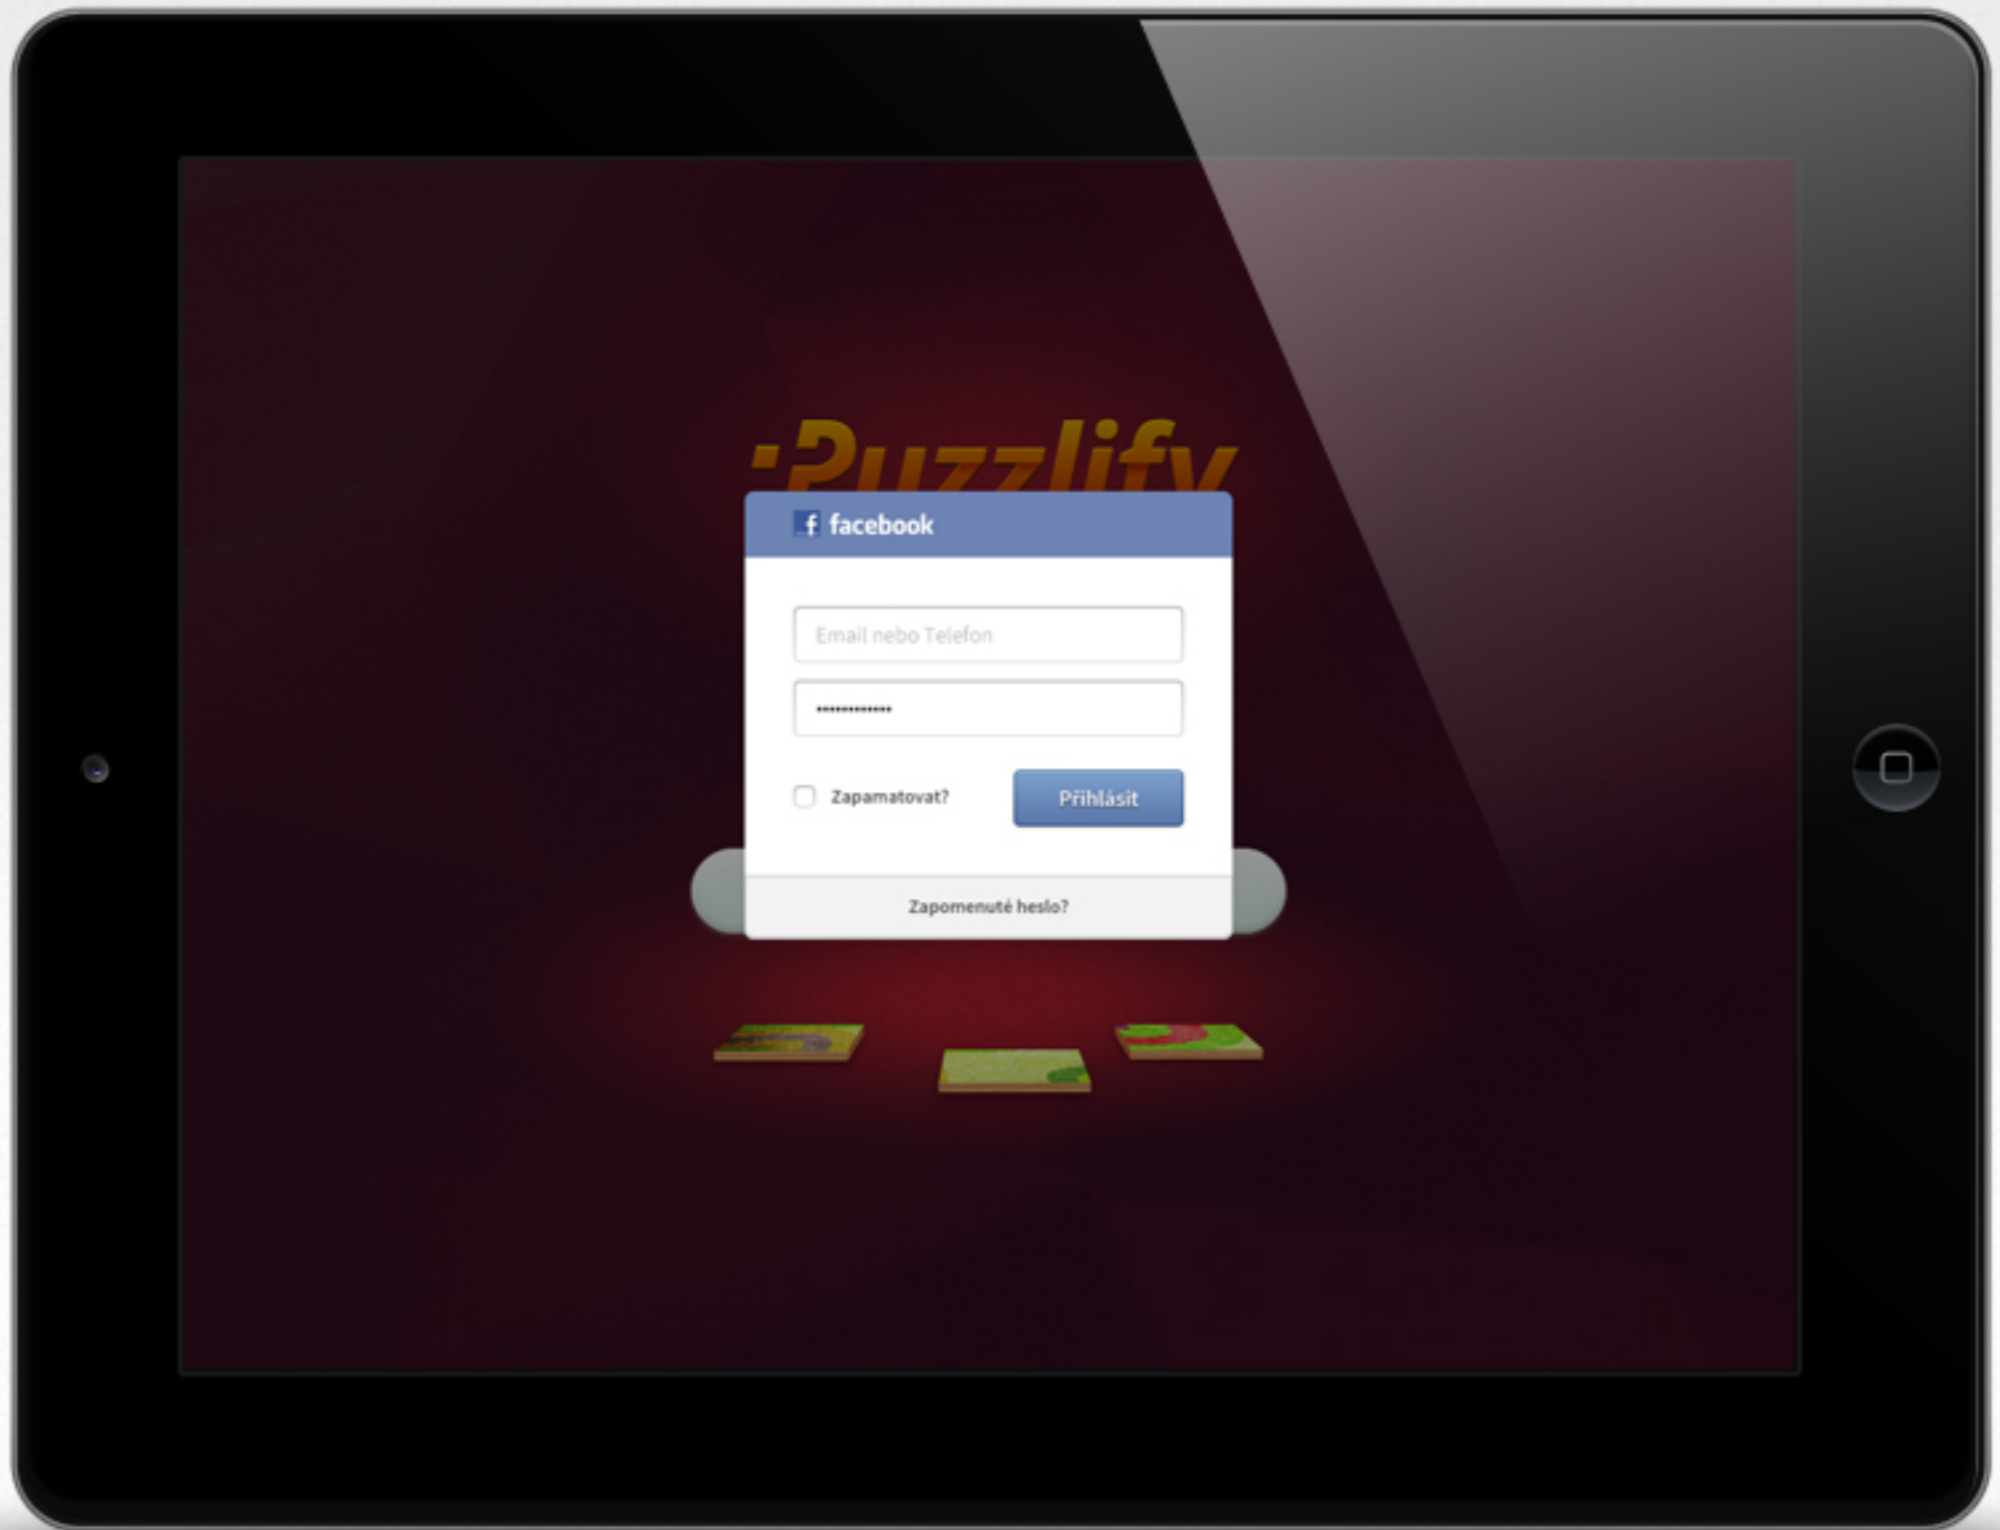 Puzzlify
facebook
Email nebo Telefon
••••••••••••
Zapamatovat?
Přihlásit
Zapomenuté heslo?